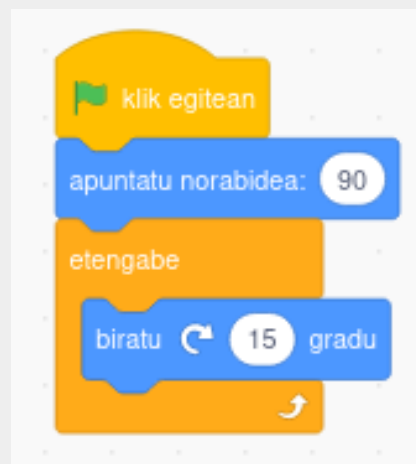 klik egitean
apuntatu norabidea: 90
etengabe
biratu 15 gradu